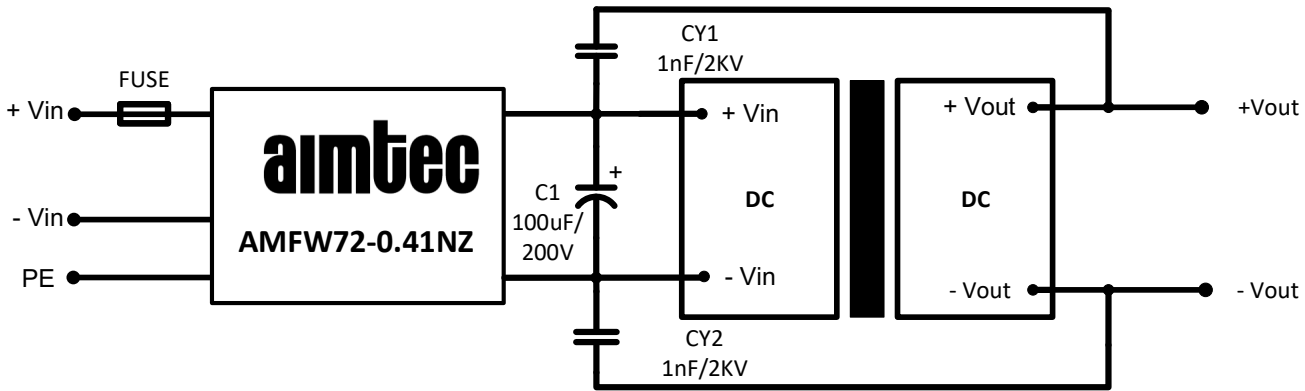 CY1
1nF/2KV
FUSE
+ Vin
aimtec
AMFW72-0.41NZ
- Vin
PE
+
C1
100uF/
200V
+ Vin
DC
- Vin
+ Vout
DC
- Vout
+Vout
- Vout
CY2
1nF/2KV